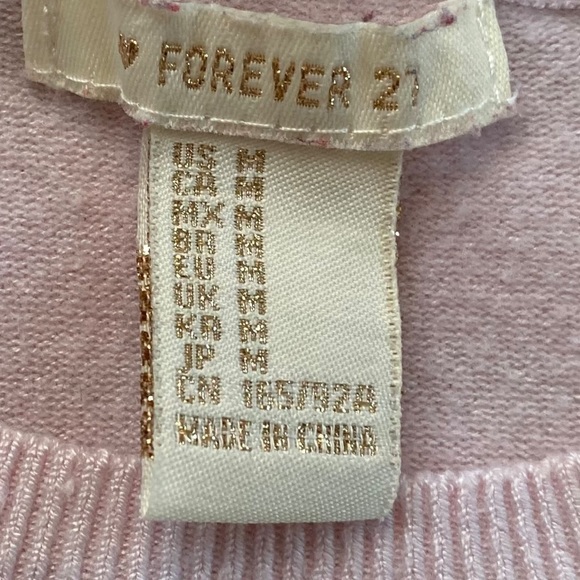 ♥ FOREVER 21
US M
CA M
MX M
BR M
EU M
UK M
KR M
JP M
CN 165/92A
MADE IN CHINA